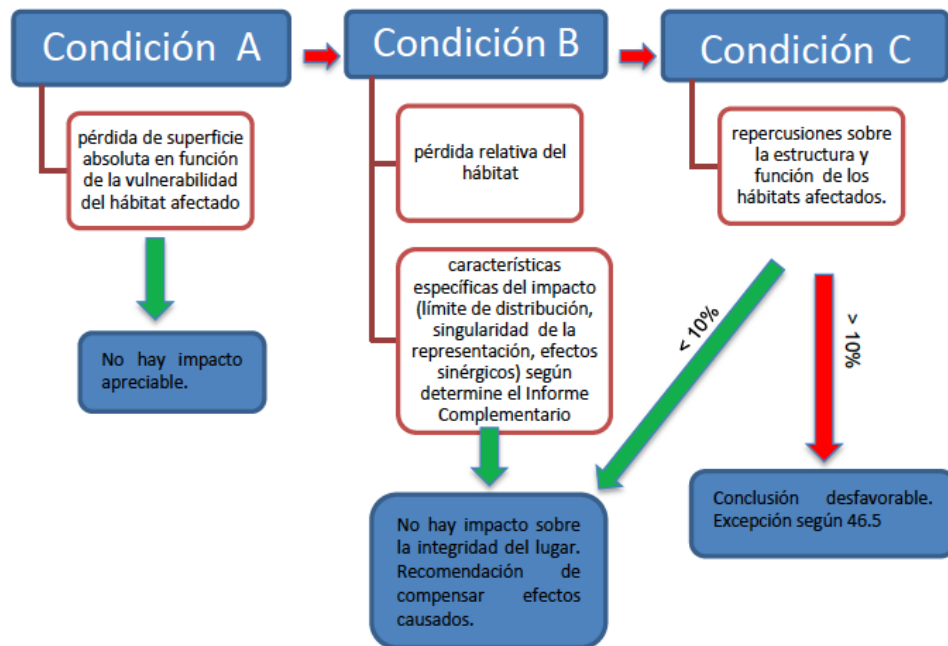 Condición A
Condición B
Condición C
pérdida de superficie
absoluta en función
de la vulnerabilidad
del hábitat afectado
pérdida relativa del
hábitat
repercusiones sobre
la estructura y
función de los
hábitats afectados.
características
específicas del impacto
(límite de distribución,
singularidad de la
representación, efectos
sinérgicos) según
determine el Informe
Complementario
< 10%
> 10%
No hay impacto
apreciable.
No hay impacto sobre
la integridad del lugar.
Recomendación de
compensar efectos
causados.
Conclusión desfavorable.
Excepción según 46.5